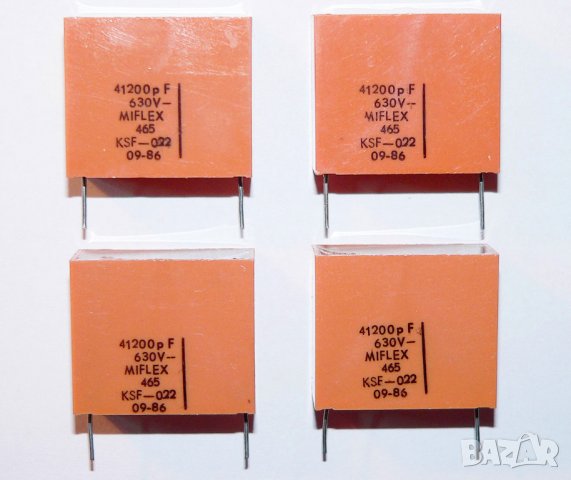 41200pF
630V-
MIFLEX
465
KSF-022
09-86
41200pF
630V-
MIFLEX
465
KSF-022
09-86
41200pF
630V-
MIFLEX
465
KSF-022
09-86
41200pF
630V-
MIFLEX
465
KSF-022
09-86
BAZAR